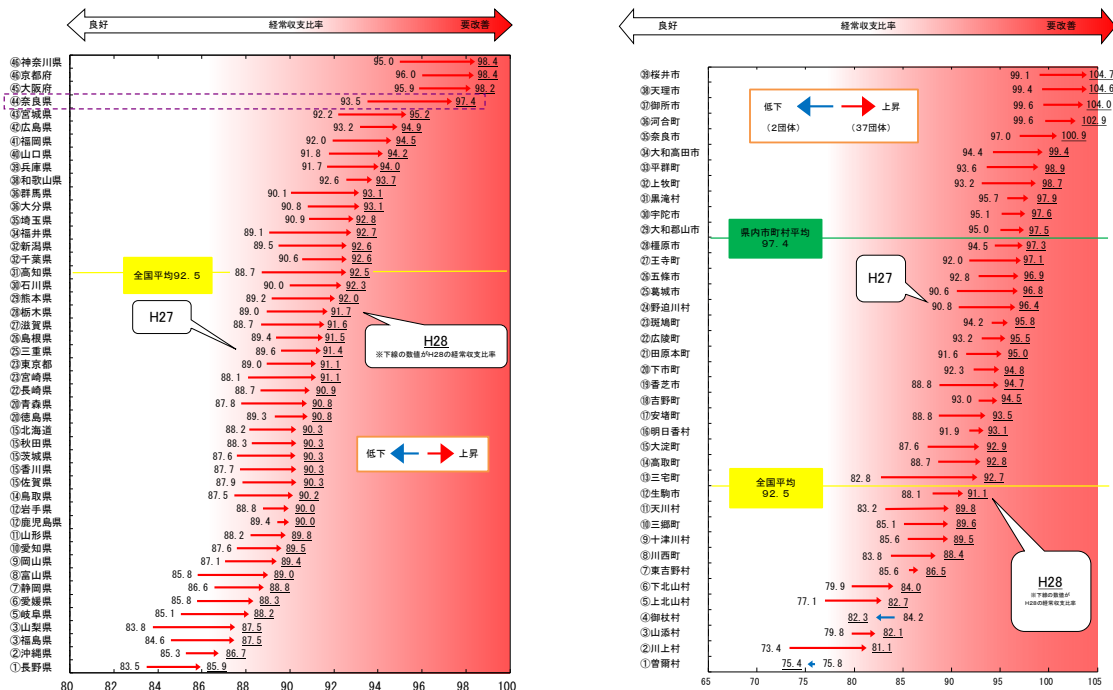 良好 経常収支比率 要改善
㊻神奈川県 95.0 98.4
㊻京都府 96.0 98.4
㊺大阪府 95.9 98.2
㊹奈良県 93.5 97.4
㊸宮城県 92.2 95.2
㊷広島県 93.2 94.9
㊶福岡県 92.0 94.5
㊵山口県 91.8 94.2
㊴兵庫県 91.7 94.0
㊳和歌山県 92.6 93.7
㊱群馬県 90.1 93.1
㊱大分県 90.8 93.1
㉟埼玉県 90.9 92.8
㉞福井県 89.1 92.7
㉜新潟県 89.5 92.6
㉜千葉県 90.6 92.6
㉛高知県 全国平均92.5 88.7 92.5
㉚石川県 90.0 92.3
㉙熊本県 89.2 92.0
㉘栃木県 89.0 91.7
㉗滋賀県 88.7 91.6
㉖島根県 89.4 91.5
㉕三重県 89.6 91.4
㉓東京都 89.0 91.1
㉓宮崎県 88.1 91.1
㉒長崎県 88.7 90.9
⑳青森県 87.8 90.8
⑳徳島県 89.3 90.8
⑮北海道 88.2 90.3
⑮秋田県 88.3 90.3
⑮茨城県 87.6 90.3
⑮香川県 87.7 90.3
⑮佐賀県 87.9 90.3
⑭鳥取県 87.5 90.2
⑫岩手県 88.8 90.0
⑫鹿児島県 89.4 90.0
⑪山形県 88.2 89.8
⑩愛知県 87.6 89.5
⑨岡山県 87.1 89.4
⑧富山県 85.8 89.0
⑦静岡県 86.6 88.8
⑥愛媛県 85.8 88.3
⑤岐阜県 85.1 88.2
③山梨県 83.8 87.5
③福島県 84.6 87.5
②沖縄県 85.3 86.7
①長野県 83.5 85.9
80 82 84 86 88 90 92 94 96 98 100
H27
H28
※下線の数値がH28の経常収支比率
低下 上昇
良好 経常収支比率 要改善
㊴桜井市 99.1 104.7
㊳天理市 99.4 104.6
㊲御所市 99.6 104.0
㊱河合町 99.6 102.9
㉟奈良市 97.0 100.9
㉞大和高田市 94.4 99.4
㉝平群町 93.6 98.9
㉜上牧町 93.2 98.7
㉛黒滝村 95.7 97.9
㉚宇陀市 95.1 97.6
㉙大和郡山市 95.0 97.5
㉘橿原市 94.5 97.3
㉗王寺町 92.0 97.1
㉖五條市 92.8 96.9
㉕葛城市 90.6 96.8
㉔野迫川村 90.8 96.4
㉓斑鳩町 94.2 95.8
㉒広陵町 93.2 95.5
㉑田原本町 91.6 95.0
⑳下市町 92.3 94.8
⑲香芝市 88.8 94.7
⑱吉野町 93.0 94.5
⑰安堵町 88.8 93.5
⑯明日香村 91.9 93.1
⑮大淀町 87.6 92.9
⑭高取町 88.7 92.8
⑬三宅町 82.8 92.7
⑫生駒市 88.1 91.1
⑪天川村 83.2 89.8
⑩三郷町 85.1 89.6
⑨十津川村 85.6 89.5
⑧川西町 83.8 88.4
⑦東吉野村 85.6 86.5
⑥下北山村 79.9 84.0
⑤上北山村 77.1 82.7
④御杖村 82.3 84.2
③山添村 79.8 82.1
②川上村 73.4 81.1
①曽爾村 75.4 75.8
65 70 75 80 85 90 95 100 105
低下 上昇
(2団体) (37団体)
県内市町村平均
97.4
H27
全国平均
92.5
H28
※下線の数値が
H28の経常収支比率